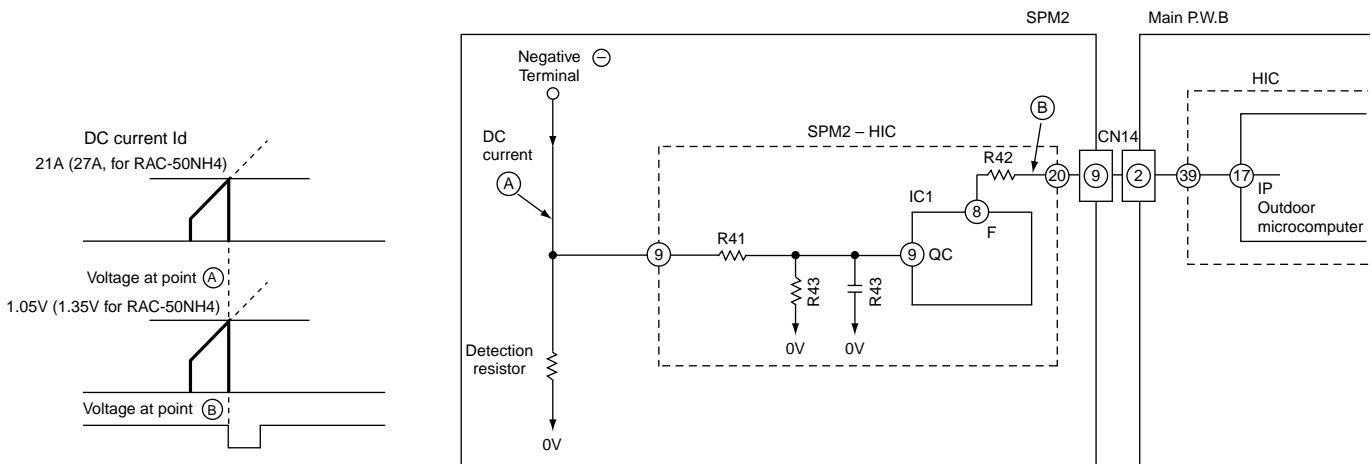 DC current Id
21A (27A, for RAC-50NH4)
Voltage at point A
1.05V (1.35V for RAC-50NH4)
Voltage at point B
SPM2
Main P.W.B
Negative
Terminal
−
DC
current
A
Detection
resistor
0V
SPM2 – HIC
9
R41
R43
0V
R43
0V
IC1
9
QC
8
F
R42
B
20
CN14
9
2
HIC
39
17
IP
Outdoor
microcomputer